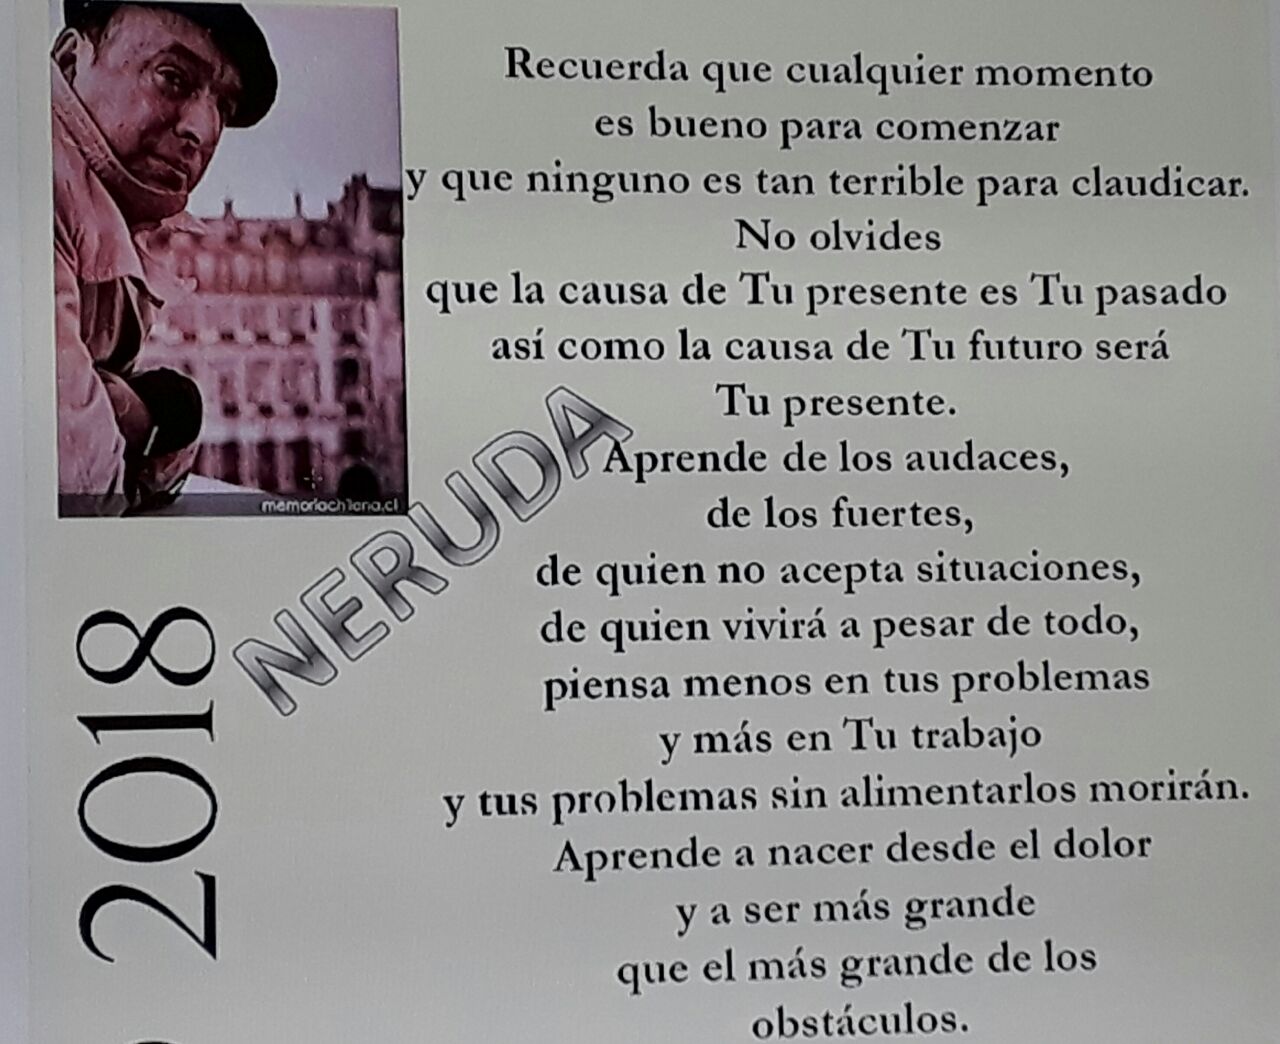 Recuerda que cualquier momento
es bueno para comenzar
y que ninguno es tan terrible para claudicar.
No olvides
que la causa de Tu presente es Tu pasado
así como la causa de Tu futuro será
Tu presente.
Aprende de los audaces,
de los fuertes,
de quien no acepta situaciones,
de quien vivirá a pesar de todo,
piensa menos en tus problemas
y más en Tu trabajo
y tus problemas sin alimentarlos morirán.
Aprende a nacer desde el dolor
y a ser más grande
que el más grande de los
obstáculos.
memoriachilena.cl
NERUDA
2018